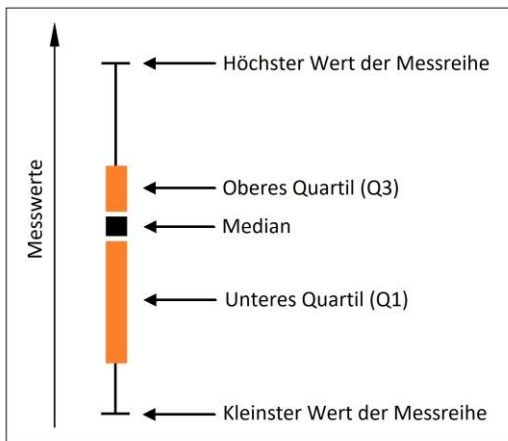 Messwerte
Höchster Wert der Messreihe
Oberes Quartil (Q3)
Median
Unteres Quartil (Q1)
Kleinster Wert der Messreihe